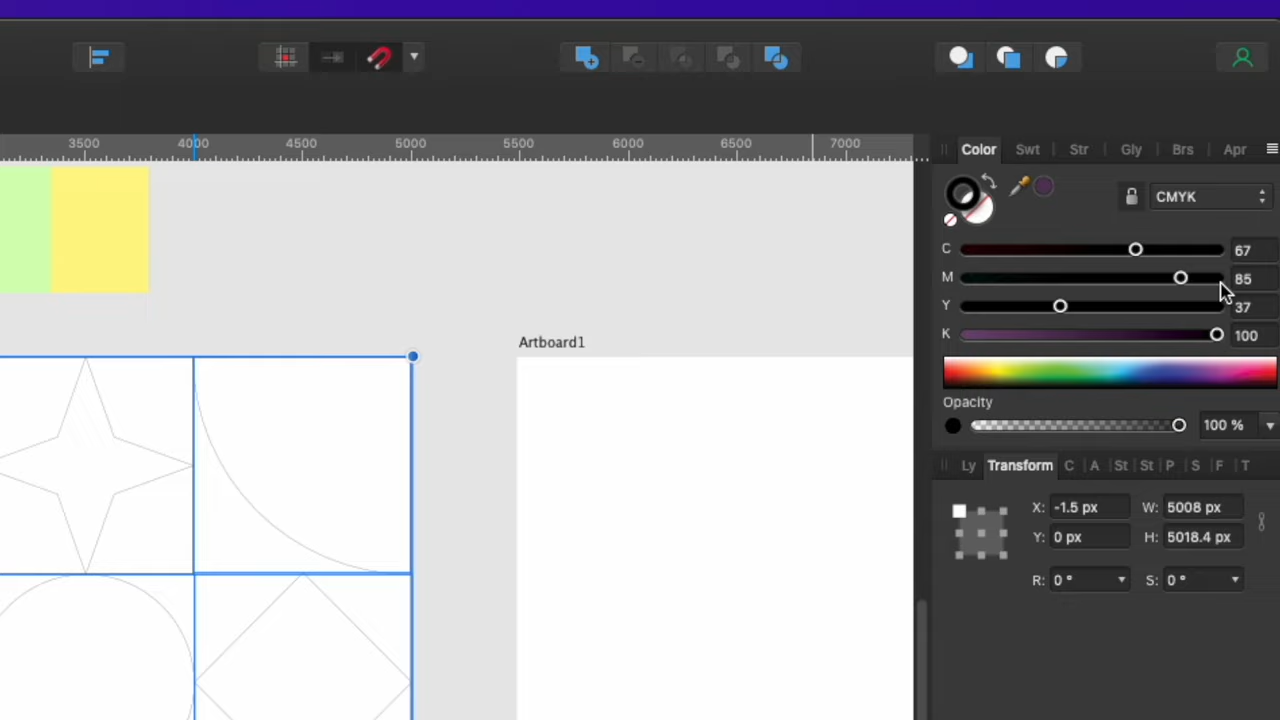 3500 4000 4500 5000 5500 6000 6500 7000
Color Swt Str Gly Brs Apr
CMYK
C 67
M 85
Y 37
K 100
Artboard1
Opacity
100 %
Ly Transform C A St St P S F T
X: -1.5 px W: 5008 px
Y: 0 px H: 5018.4 px
R: 0 ° S: 0 °